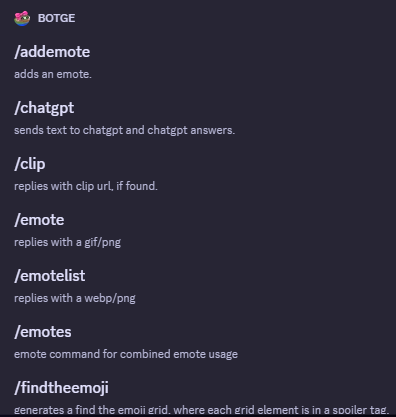 BOTGE
/addemote
adds an emote.
/chatgpt
sends text to chatgpt and chatgpt answers.
/clip
replies with clip url, if found.
/emote
replies with a gif/png
/emotelist
replies with a webp/png
/emotes
emote command for combined emote usage
/findtheemoji
generates a find the emoji grid, where each grid element is in a spoiler tag.